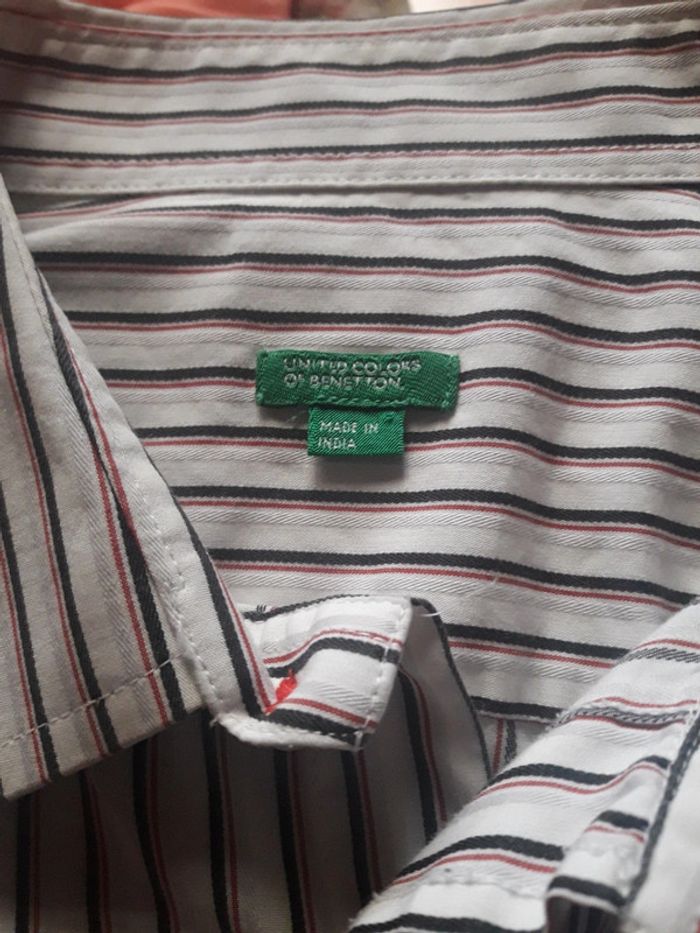 UNITED COLORS
OF BENETTON.
MADE IN
INDIA